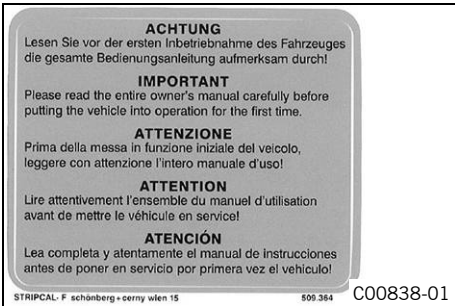 ACHTUNG
Lesen Sie vor der ersten Inbetriebnahme des Fahrzeuges
die gesamte Bedienungsanleitung aufmerksam durch!
IMPORTANT
Please read the entire owner's manual carefully before
putting the vehicle into operation for the first time.
ATTENZIONE
Prima della messa in funzione iniziale del veicolo,
leggere con attenzione l'intero manuale d'uso!
ATTENTION
Lire attentivement l'ensemble du manuel d'utilisation
avant de mettre le véhicule en service!
ATENCIÓN
Lea completa y atentamente el manual de instrucciones
antes de poner en servicio por primera vez el vehiculo!
STRIPCAL- F schönberg + cerny wien 15 509.364
C00838-01